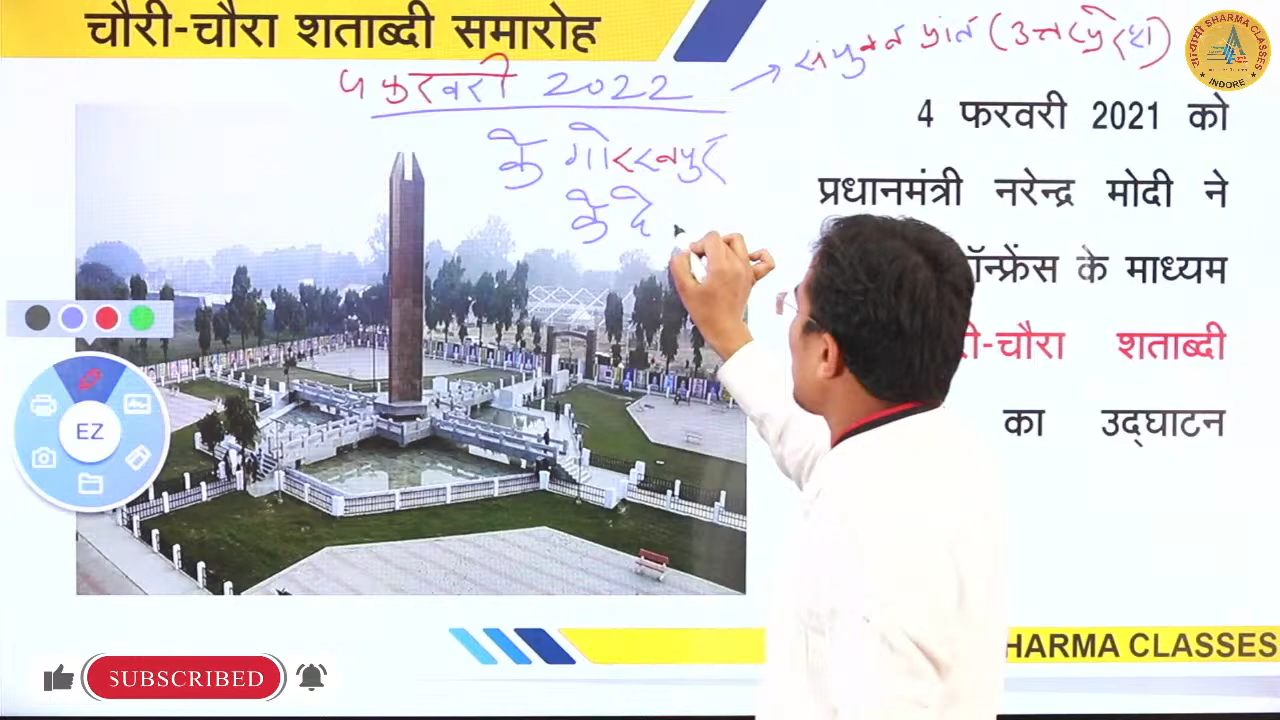 चौरी-चौरा शताब्दी समारोह
4 फरवरी 2022
संयुक्त प्रांत (उत्तरप्रदेश)
के गोरखपुर
के दे
4 फरवरी 2021 को
प्रधानमंत्री नरेन्द्र मोदी ने
ॉन्फ्रेंस के माध्यम
री-चौरा शताब्दी
का उद्घाटन
यांपासी SHARMA CLASSES
INDORE
EZ
SUBSCRIBED
HARMA CLASSES